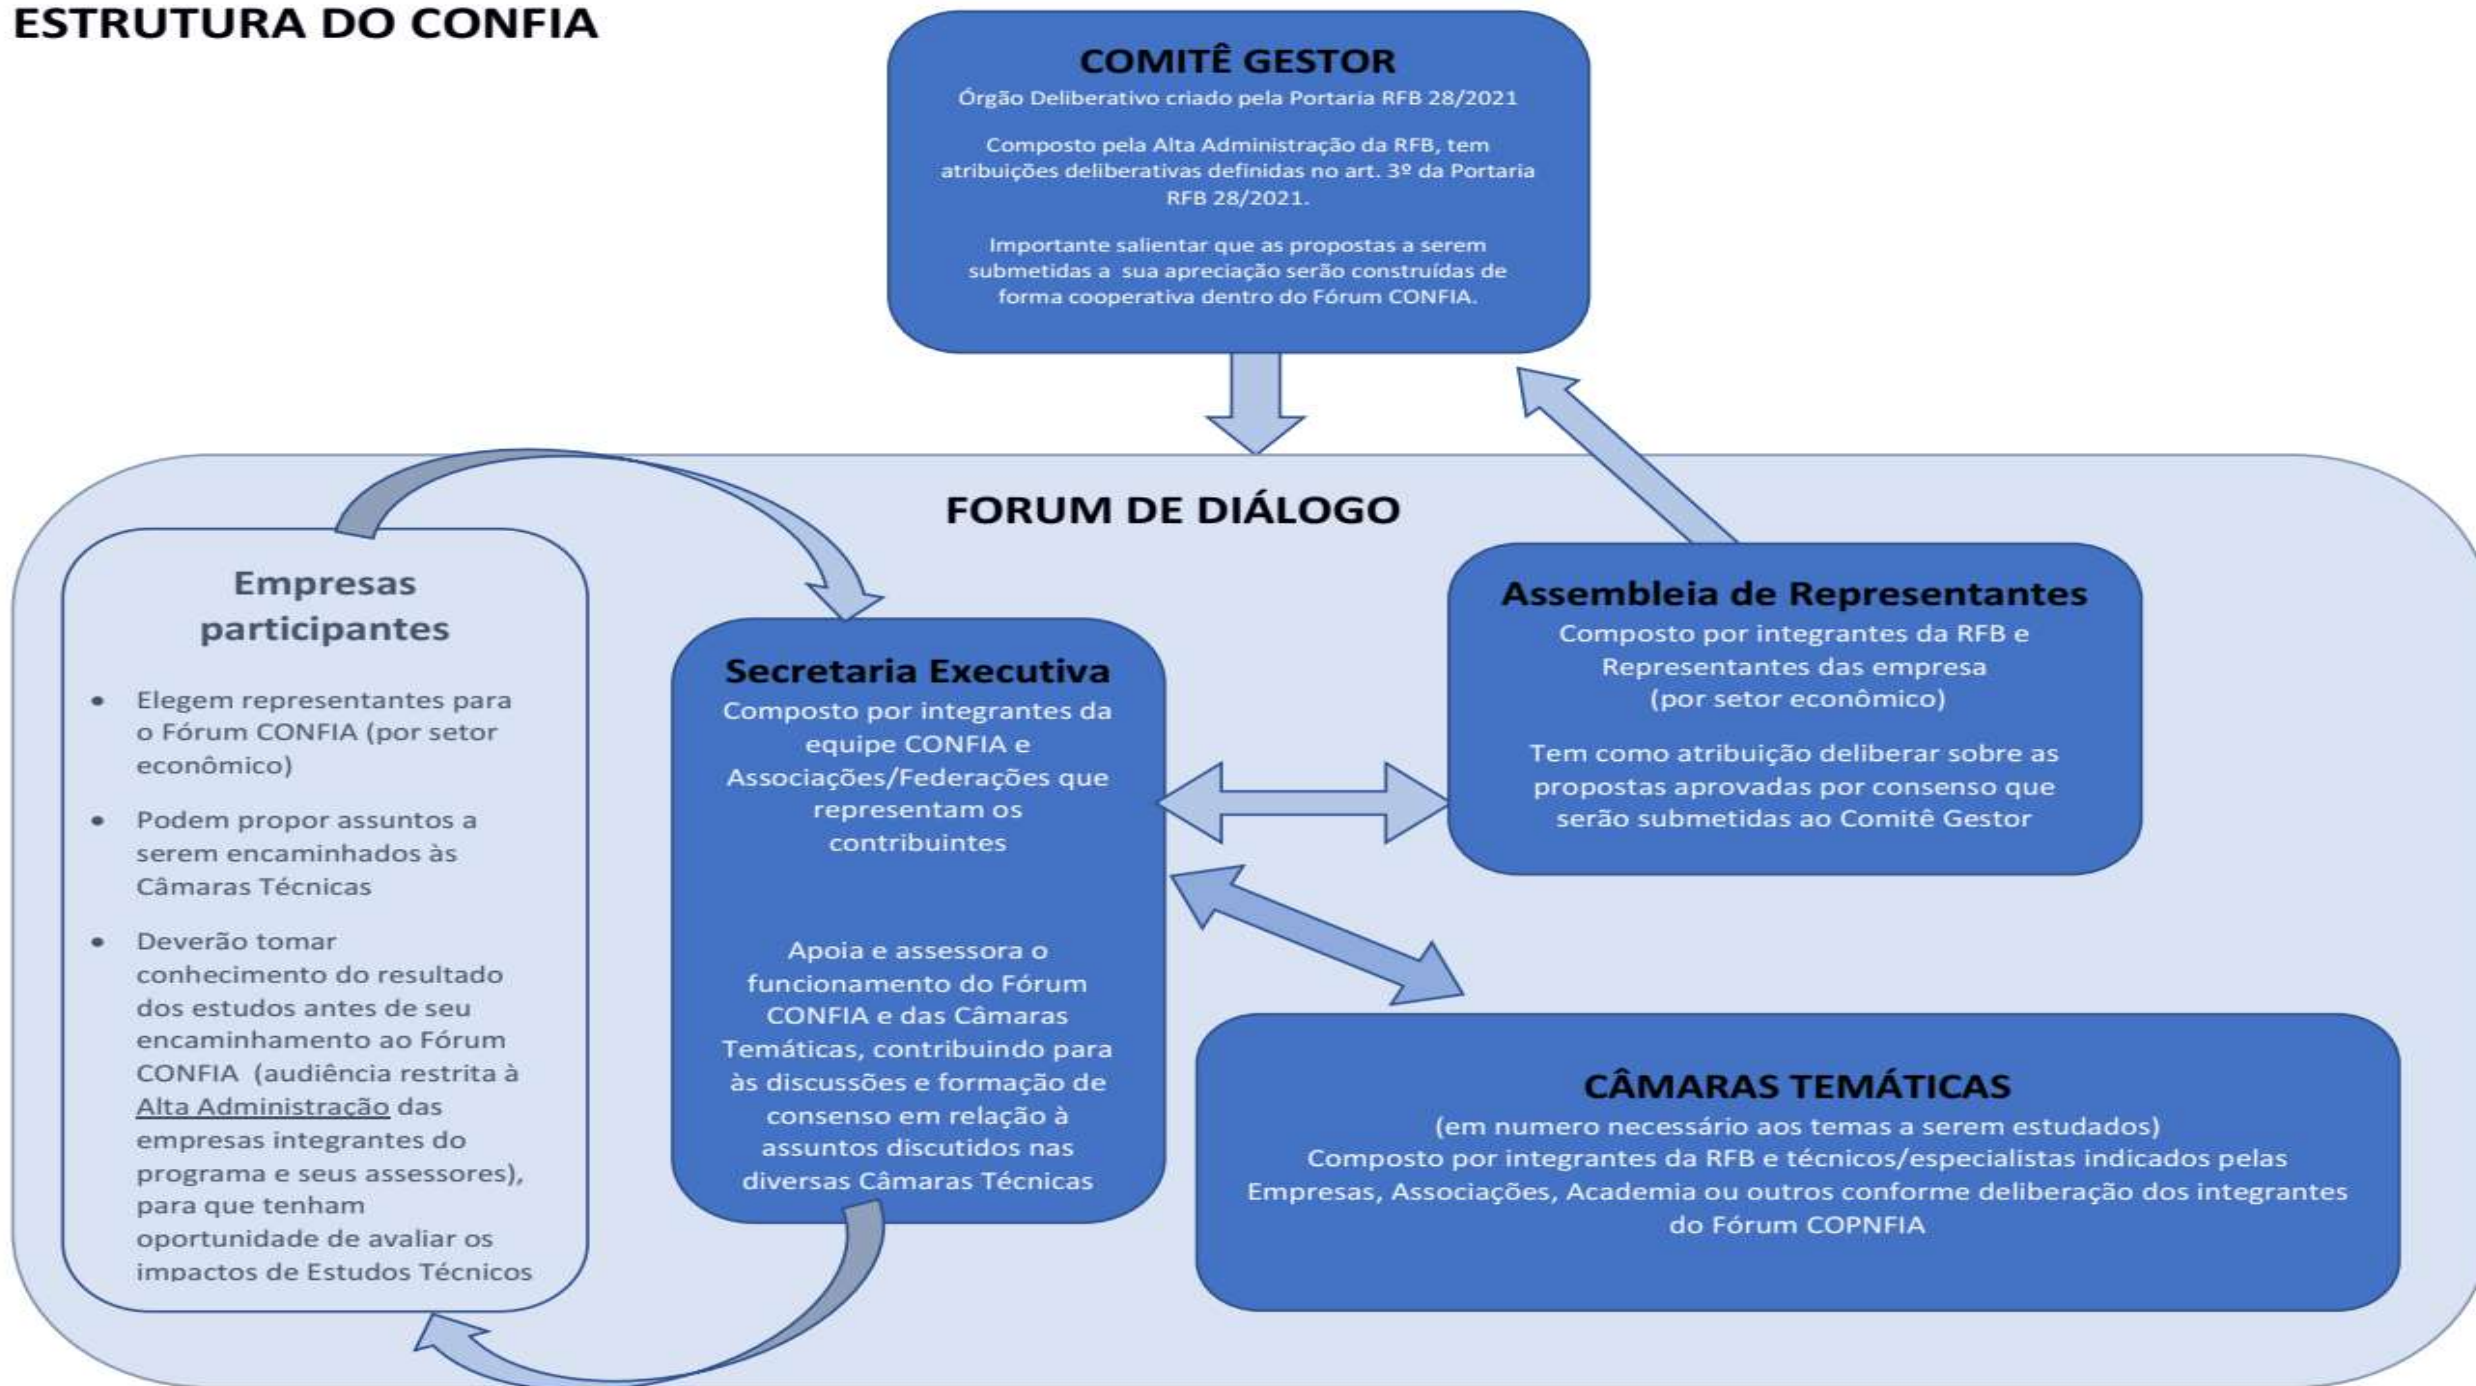 ESTRUTURA DO CONFIA
COMITÊ GESTOR
Órgão Deliberativo criado pela Portaria RFB 28/2021
Composto pela Alta Administração da RFB, tem
atribuições deliberativas definidas no art. 3º da Portaria
RFB 28/2021.
Importante salientar que as propostas a serem
submetidas a sua apreciação serão construídas de
forma cooperativa dentro do Fórum CONFIA.
FORUM DE DIÁLOGO
Empresas
participantes
• Elegem representantes para
o Fórum CONFIA (por setor
econômico)
• Podem propor assuntos a
serem encaminhados às
Câmaras Técnicas
• Deverão tomar
conhecimento do resultado
dos estudos antes de seu
encaminhamento ao Fórum
CONFIA (audiência restrita à
Alta Administração das
empresas integrantes do
programa e seus assessores),
para que tenham
oportunidade de avaliar os
impactos de Estudos Técnicos
Secretaria Executiva
Composto por integrantes da
equipe CONFIA e
Associações/Federações que
representam os
contribuintes
Apoia e assessora o
funcionamento do Fórum
CONFIA e das Câmaras
Temáticas, contribuindo para
às discussões e formação de
consenso em relação à
assuntos discutidos nas
diversas Câmaras Técnicas
Assembleia de Representantes
Composto por integrantes da RFB e
Representantes das empresa
(por setor econômico)
Tem como atribuição deliberar sobre as
propostas aprovadas por consenso que
serão submetidas ao Comitê Gestor
CÂMARAS TEMÁTICAS
(em numero necessário aos temas a serem estudados)
Composto por integrantes da RFB e técnicos/especialista indicados pelas
Empresas, Associações, Academia ou outros conforme deliberação dos integrantes
do Fórum COPNFIA